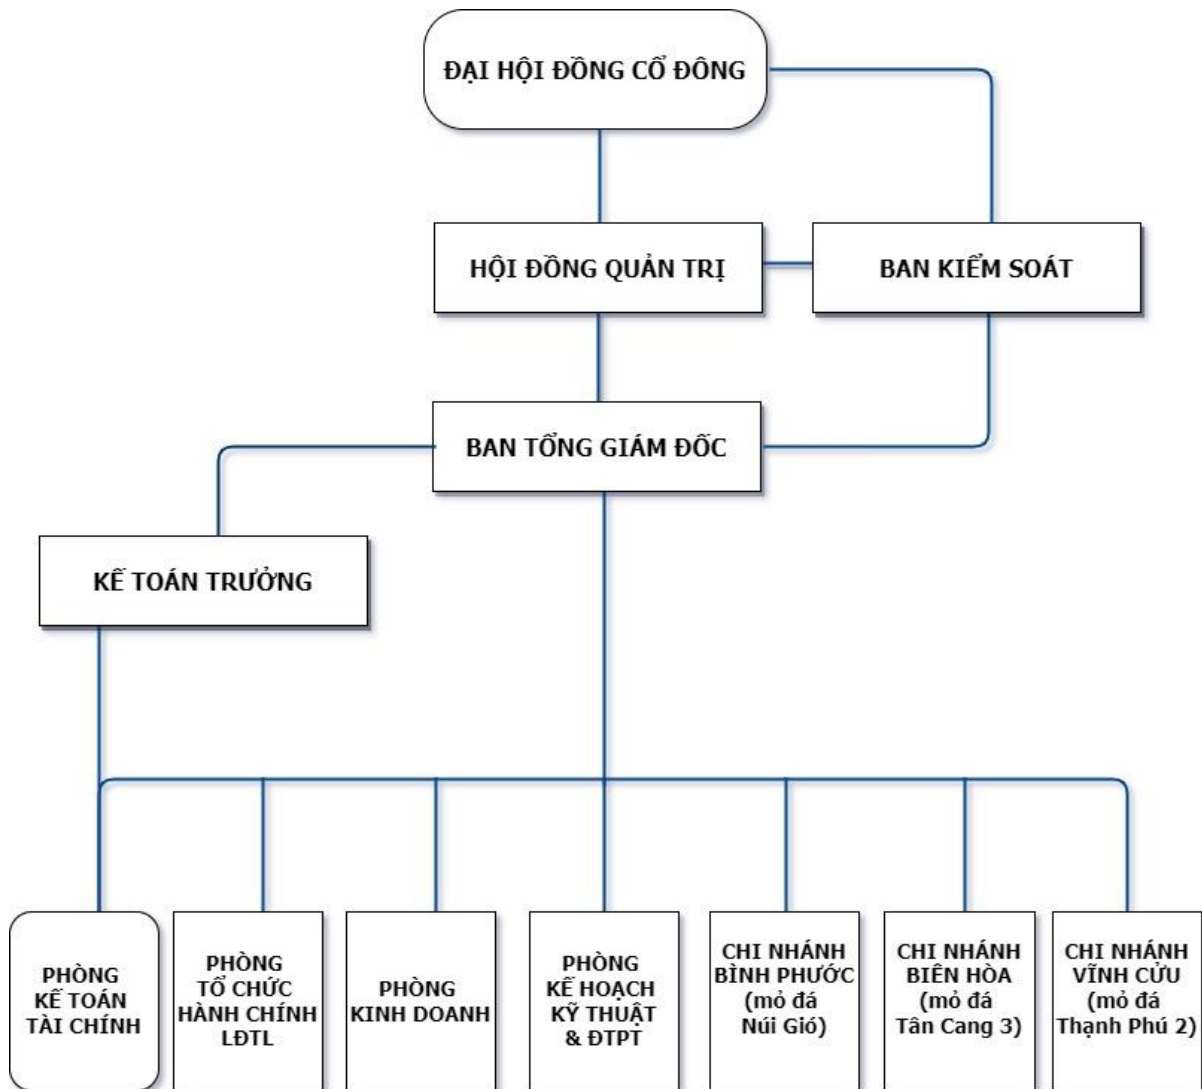 ĐẠI HỘI ĐỒNG CỔ ĐÔNG
HỘI ĐỒNG QUẢN TRỊ
BAN KIỂM SOÁT
BAN TỔNG GIÁM ĐỐC
KẾ TOÁN TRƯỞNG
PHÒNG
KẾ TOÁN
TÀI CHÍNH
PHÒNG
TỔ CHỨC
HÀNH CHÍNH
LĐTL
PHÒNG
KINH DOANH
PHÒNG
KẾ HOẠCH
KỸ THUẬT
& ĐTPT
CHI NHÁNH
BÌNH PHƯỚC
(mỏ đá
Núi Gió)
CHI NHÁNH
BIÊN HÒA
(mỏ đá
Tân Cang 3)
CHI NHÁNH
VĨNH CỬU
(mỏ đá
Thạnh Phú 2)